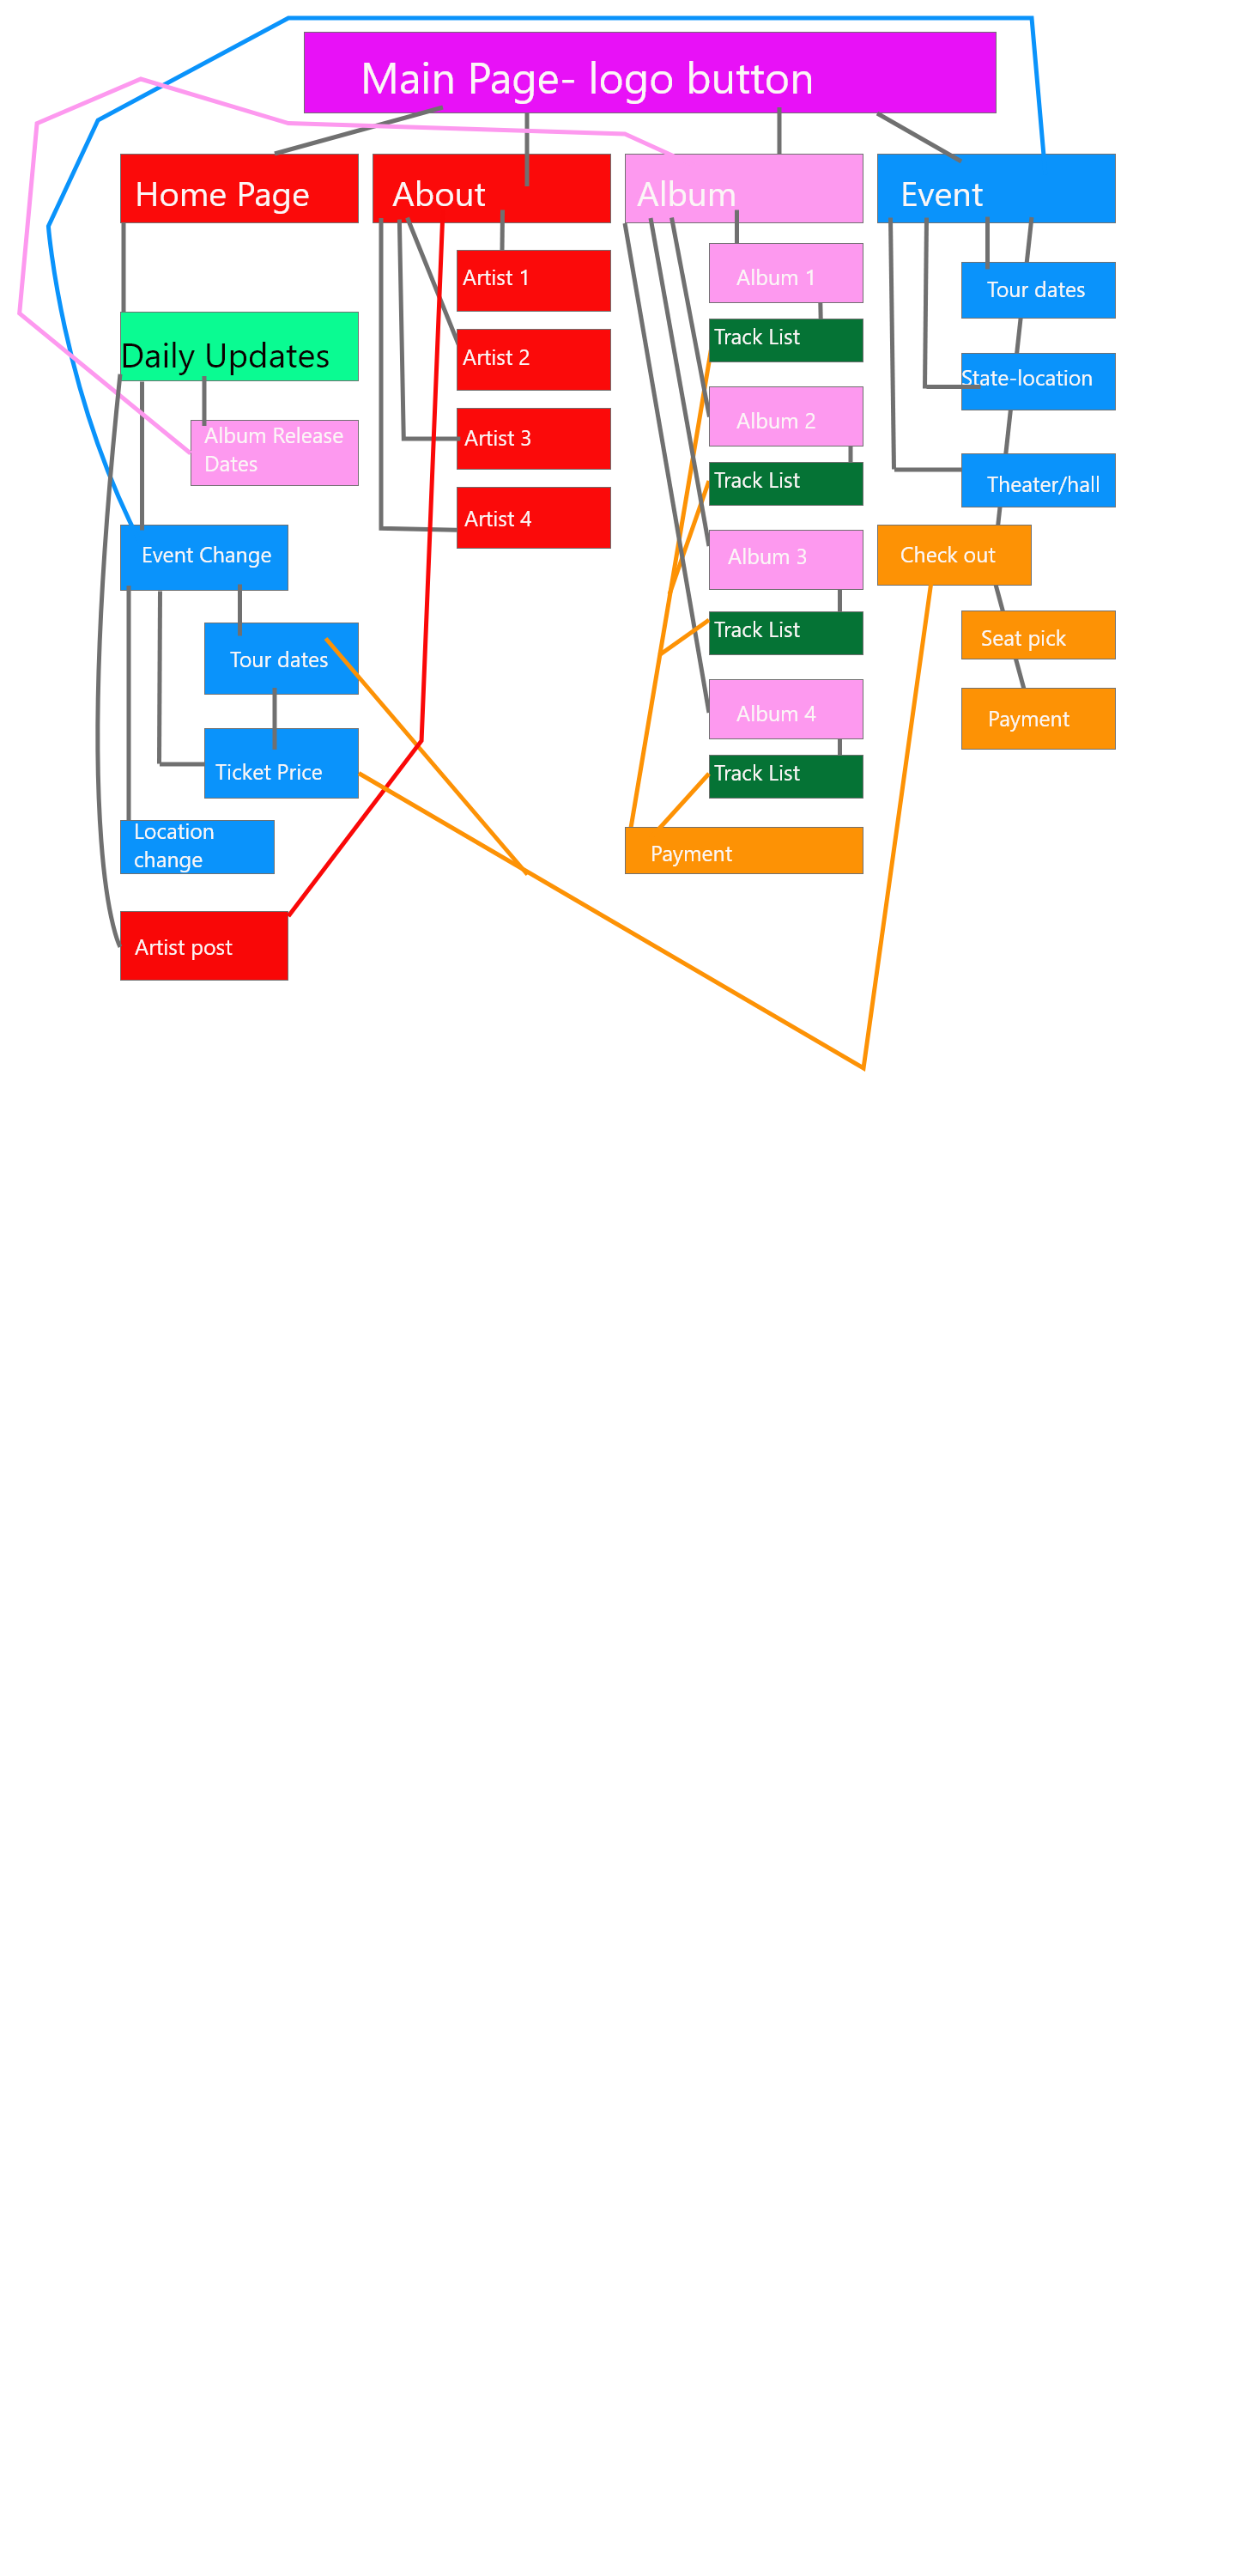 Main Page- logo button
Home Page
About
Album
Event
Daily Updates
Album Release
Dates
Event Change
Tour dates
Ticket Price
Location
change
Artist post
Artist 1
Artist 2
Artist 3
Artist 4
Album 1
Track List
Album 2
Track List
Album 3
Track List
Album 4
Track List
Payment
Tour dates
State-location
Theater/hall
Check out
Seat pick
Payment